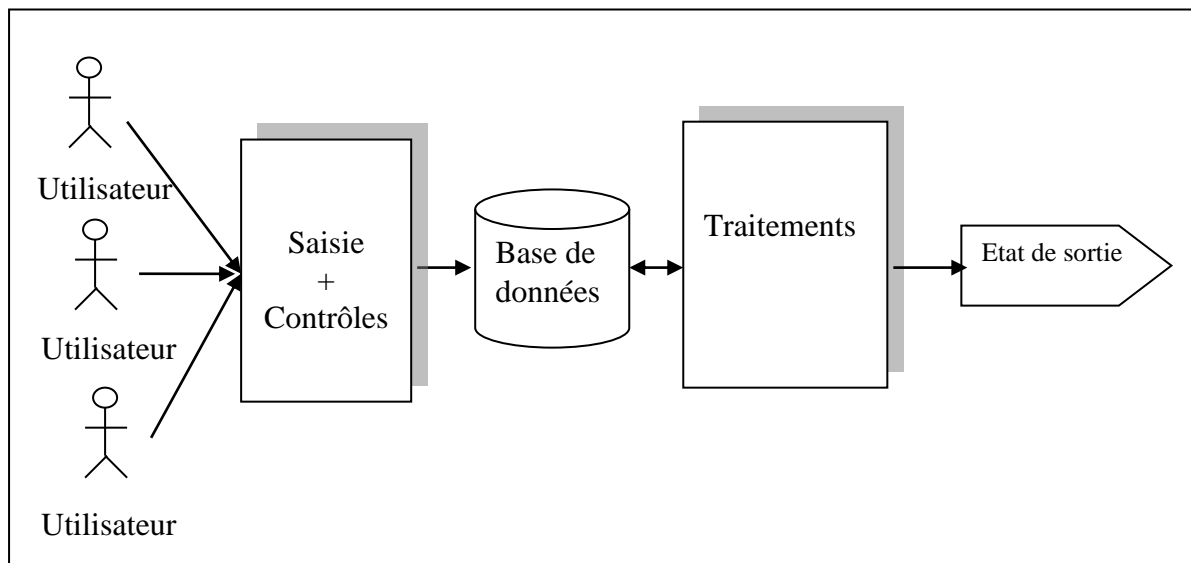 Utilisateur
Utilisateur
Utilisateur
Saisie
+
Contrôles
Base de
données
Traitements
Etat de sortie